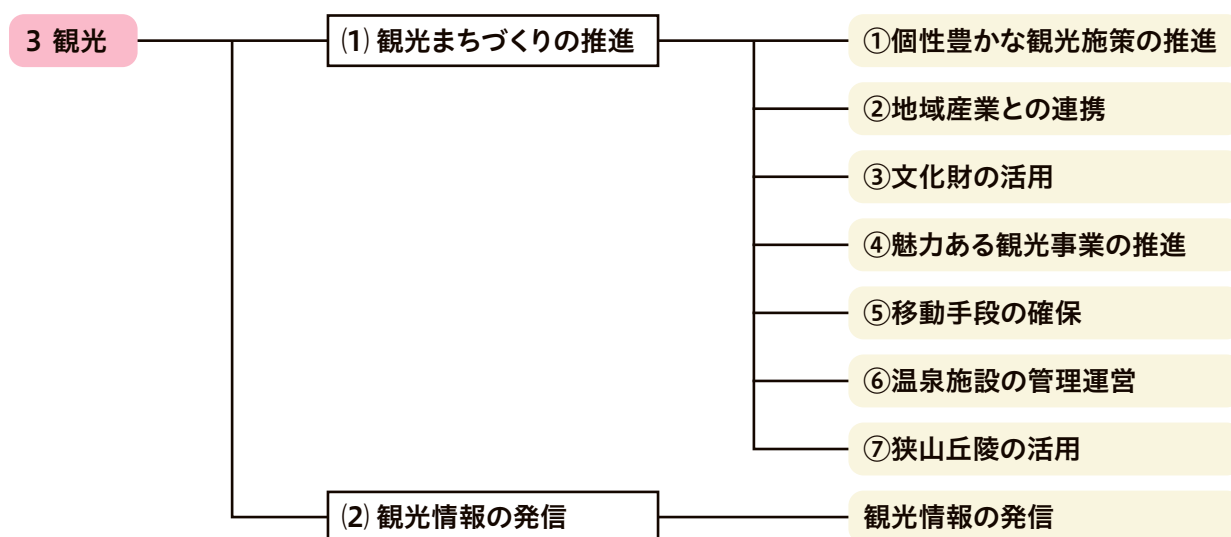 3 観光
⑴ 観光まちづくりの推進
①個性豊かな観光施策の推進
②地域産業との連携
③文化財の活用
④魅力ある観光事業の推進
⑤移動手段の確保
⑥温泉施設の管理運営
⑦狭山丘陵の活用
⑵ 観光情報の発信
観光情報の発信